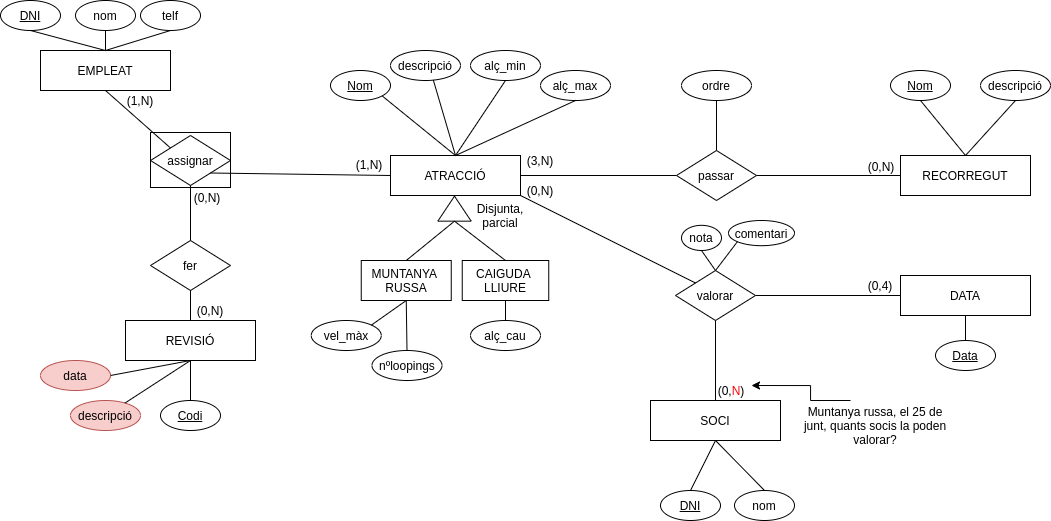 DNI
nom
telf
EMPLEAT
(1,N)
assignar
(0,N)
fer
(0,N)
REVISIÓ
data
descripció
Codi
Nom
descripció
alç_min
alç_max
(1,N)
ATRACCIÓ
(3,N)
(0,N)
Disjunta,
parcial
MUNTANYA
RUSSA
CAIGUDA
LLIURE
vel_màx
nºloopings
alç_cau
ordre
passar
(0,N)
Nom
descripció
RECORREGUT
nota
comentari
valorar
(0,4)
DATA
Data
(0,N)
SOCI
DNI
nom
Muntanya russa, el 25 de
junt, quants socis la poden
valorar?